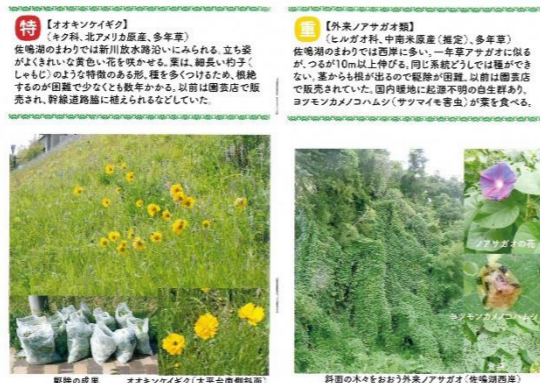 特
【オオキンケイギク】
(キク科、北アメリカ原産、多年草)
佐鳴湖のまわりでは新川放水路沿いにみられる。立ち姿
がよくきれいな黄色い花を咲かせる。葉は、細長い杓子(
しゃもじ)のような特徴のある形。種を多くつけるため、根絶
するのが困難で少なくとも数年かかる。以前は園芸店で販
売され、幹線道路脇に植えられるなどしていた。
駆除の成果
オオキンケイギク(太平台南側斜面)
重
【外来ノアサガオ類】
(ヒルガオ科、中南米原産(推定)、多年草)
佐鳴湖のまわりでは西岸に多い。一年草アサガオに似る
が、つるが10m以上伸びる。同じ系統どうしでは種ができ
ない。茎からも根が出るので駆除が困難。以前は園芸店
で販売されていた。国内暖地に起源不明の自生群あり。
ヨツモンカメノコハムシ(サツマイモ害虫)が葉を食べる。
ノアサガオの花
ヨツモンカメノコハムシ
斜面の木々をおおう外来ノアサガオ(佐鳴湖西岸)